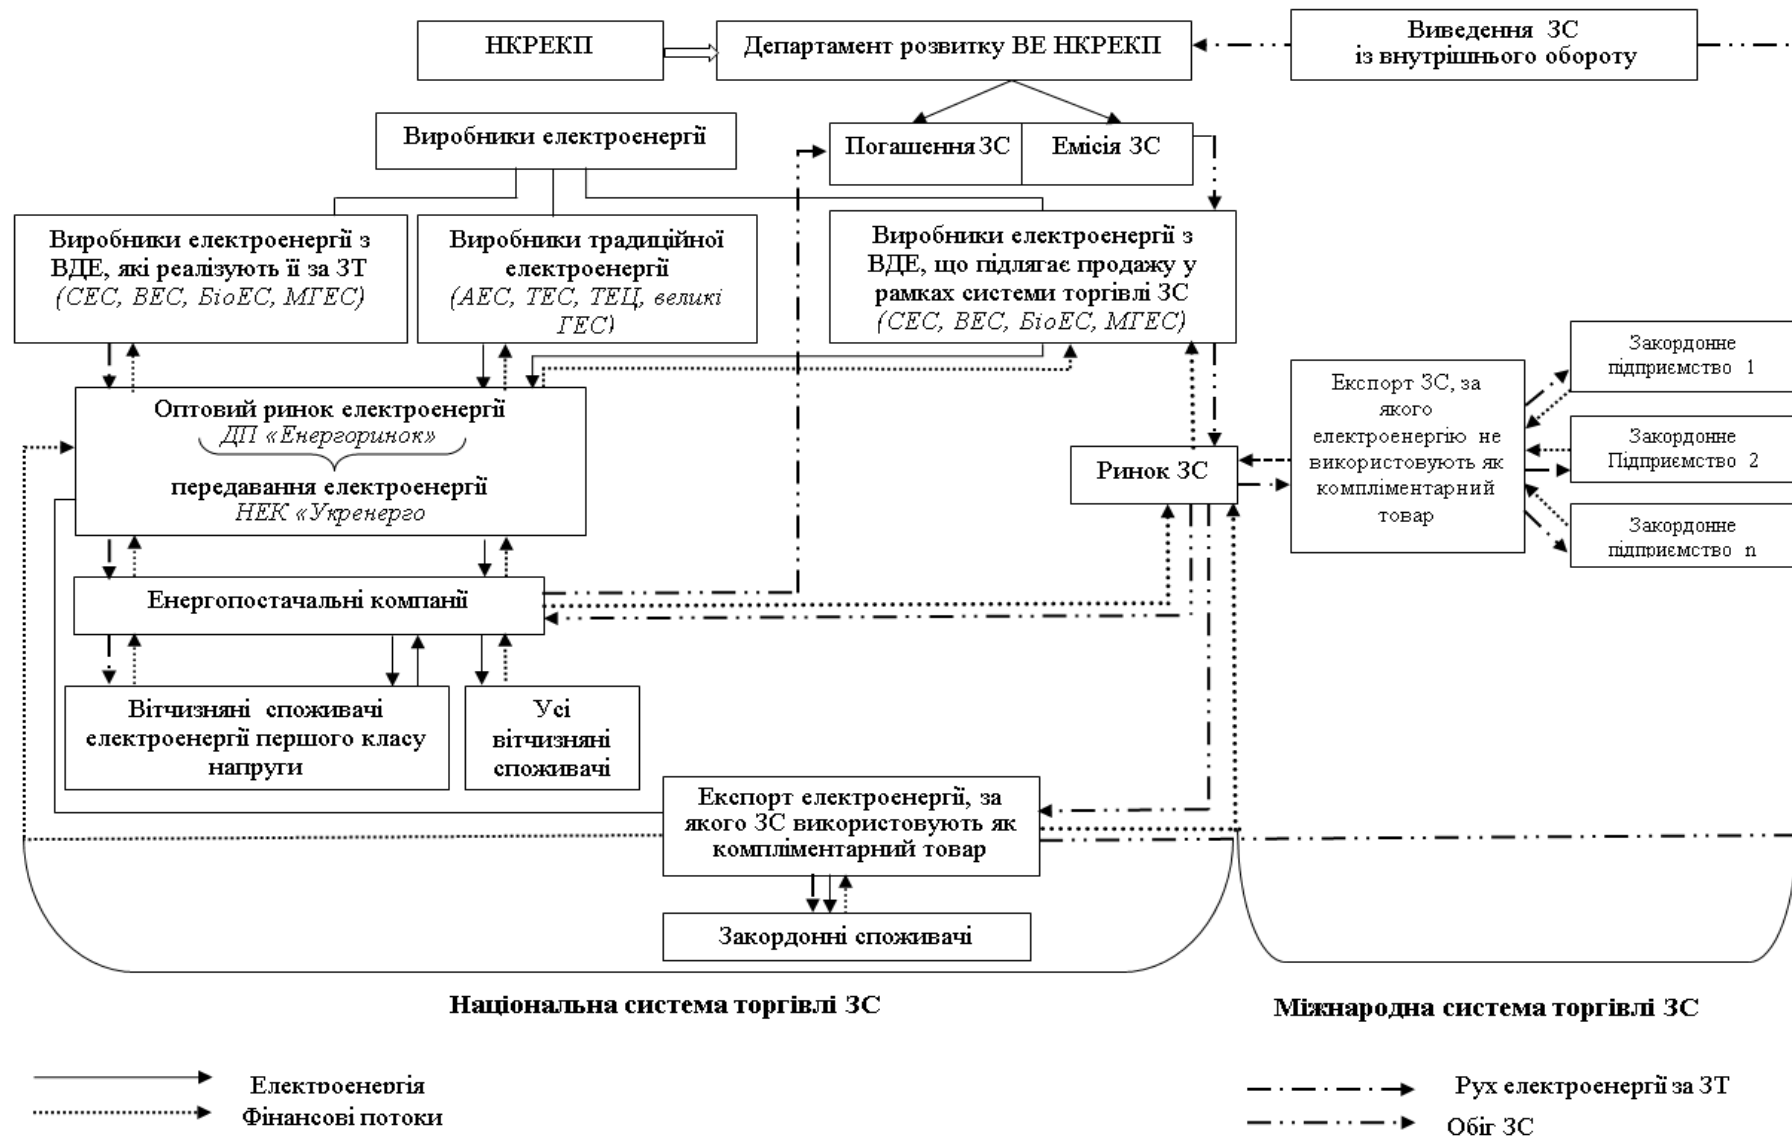 НКРЕКП
Департамент розвитку ВЕ НКРЕКП
Виведення ЗС
із внутрішнього обороту
Виробники електроенергії
Погашення ЗС
Емісія ЗС
Виробники електроенергії з
ВДЕ, які реалізують її за ЗТ
(СЕС, ВЕС, БіоЕС, МГЕС)
Виробники традиційної
електроенергії
(АЕС, ТЕС, ТЕЦ, великі
ГЕС)
Виробники електроенергії з
ВДЕ, що підлягає продажу у
рамках системи торгівлі ЗС
(СЕС, ВЕС, БіоЕС, МГЕС)
Оптовий ринок електроенергії
ДП «Енергоринок»
передавання електроенергії
НЕК «Укренерго
Ринок ЗС
Експорт ЗС, за
якого
електроенергію не
використовують як
компліментарний
товар
Закордонне
підприємство 1
Закордонне
Підприємство 2
Закордонне
підприємство n
Енергопостачальні компанії
Вітчизняні споживачі
електроенергії першого класу
напруги
Усі
вітчизняні
споживачі
Експорт електроенергії, за
якого ЗС використовують як
компліментарний товар
Закордонні споживачі
Національна система торгівлі ЗС
Міжнародна система торгівлі ЗС
Електроенергія
Фінансові потоки
Рух електроенергії за ЗТ
Обіг ЗС